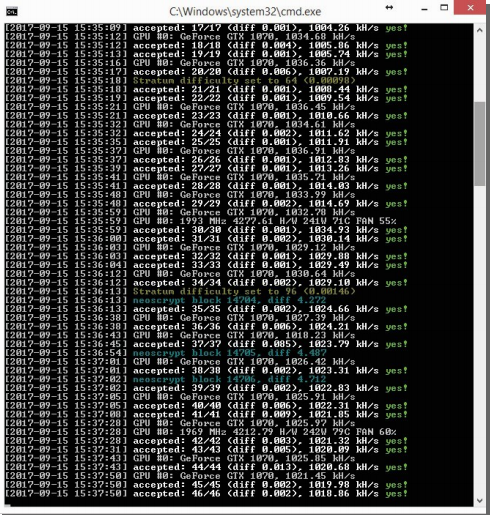 C:\Windows\system32\cmd.exe
[2017-09-15 15:35:09] accepted: 17/17 (diff 0.001), 1004.26 kH/s yes!
[2017-09-15 15:35:12] GPU #0: GeForce GTX 1070, 1034.68 kH/s
[2017-09-15 15:35:12] accepted: 18/18 (diff 0.004), 1005.86 kH/s yes!
[2017-09-15 15:35:13] accepted: 19/19 (diff 0.001), 1005.74 kH/s yes!
[2017-09-15 15:35:16] GPU #0: GeForce GTX 1070, 1036.36 kH/s
[2017-09-15 15:35:17] accepted: 20/20 (diff 0.006), 1007.19 kH/s yes!
[2017-09-15 15:35:18] Stratum difficulty set to 64 (0.00098)
[2017-09-15 15:35:18] accepted: 21/21 (diff 0.001), 1008.44 kH/s yes!
[2017-09-15 15:35:19] accepted: 22/22 (diff 0.001), 1009.54 kH/s yes!
[2017-09-15 15:35:21] GPU #0: GeForce GTX 1070, 1036.45 kH/s
[2017-09-15 15:35:21] accepted: 23/23 (diff 0.001), 1010.66 kH/s yes!
[2017-09-15 15:35:32] GPU #0: GeForce GTX 1070, 1034.61 kH/s
[2017-09-15 15:35:32] accepted: 24/24 (diff 0.002), 1011.62 kH/s yes!
[2017-09-15 15:35:35] accepted: 25/25 (diff 0.001), 1011.91 kH/s yes!
[2017-09-15 15:35:37] GPU #0: GeForce GTX 1070, 1036.91 kH/s
[2017-09-15 15:35:37] accepted: 26/26 (diff 0.001), 1012.83 kH/s yes!
[2017-09-15 15:35:39] accepted: 27/27 (diff 0.001), 1013.26 kH/s yes!
[2017-09-15 15:35:41] GPU #0: GeForce GTX 1070, 1035.71 kH/s
[2017-09-15 15:35:41] accepted: 28/28 (diff 0.001), 1014.03 kH/s yes!
[2017-09-15 15:35:48] GPU #0: GeForce GTX 1070, 1033.99 kH/s
[2017-09-15 15:35:48] accepted: 29/29 (diff 0.002), 1014.69 kH/s yes!
[2017-09-15 15:35:59] GPU #0: GeForce GTX 1070, 1032.78 kH/s
[2017-09-15 15:35:59] GPU #0: 1993 MHz 4277.61 H/W 241W 71C FAN 55%
[2017-09-15 15:35:59] accepted: 30/30 (diff 0.001), 1034.93 kH/s yes!
[2017-09-15 15:36:00] accepted: 31/31 (diff 0.002), 1030.14 kH/s yes!
[2017-09-15 15:36:03] GPU #0: GeForce GTX 1070, 1029.12 kH/s
[2017-09-15 15:36:03] accepted: 32/32 (diff 0.001), 1029.88 kH/s yes!
[2017-09-15 15:36:04] accepted: 33/33 (diff 0.001), 1029.49 kH/s yes!
[2017-09-15 15:36:12] GPU #0: GeForce GTX 1070, 1030.64 kH/s
[2017-09-15 15:36:12] accepted: 34/34 (diff 0.002), 1029.10 kH/s yes!
[2017-09-15 15:36:13] Stratum difficulty set to 96 (0.00146)
[2017-09-15 15:36:13] neoscrypt block 14704, diff 4.272
[2017-09-15 15:36:13] accepted: 35/35 (diff 0.002), 1024.66 kH/s yes!
[2017-09-15 15:36:38] GPU #0: GeForce GTX 1070, 1027.39 kH/s
[2017-09-15 15:36:38] accepted: 36/36 (diff 0.006), 1024.21 kH/s yes!
[2017-09-15 15:36:43] GPU #0: GeForce GTX 1070, 1018.23 kH/s
[2017-09-15 15:36:45] accepted: 37/37 (diff 0.085), 1023.79 kH/s yes!
[2017-09-15 15:36:54] neoscrypt block 14705, diff 4.487
[2017-09-15 15:37:01] GPU #0: GeForce GTX 1070, 1026.42 kH/s
[2017-09-15 15:37:01] accepted: 38/38 (diff 0.002), 1023.31 kH/s yes!
[2017-09-15 15:37:02] neoscrypt block 14706, diff 4.712
[2017-09-15 15:37:02] accepted: 39/39 (diff 0.002), 1022.83 kH/s yes!
[2017-09-15 15:37:05] GPU #0: GeForce GTX 1070, 1025.91 kH/s
[2017-09-15 15:37:05] accepted: 40/40 (diff 0.006), 1022.31 kH/s yes!
[2017-09-15 15:37:08] accepted: 41/41 (diff 0.009), 1021.85 kH/s yes!
[2017-09-15 15:37:28] GPU #0: GeForce GTX 1070, 1025.97 kH/s
[2017-09-15 15:37:28] GPU #0: 1969 MHz 4212.79 H/W 242W 79C FAN 60%
[2017-09-15 15:37:28] accepted: 42/42 (diff 0.003), 1021.32 kH/s yes!
[2017-09-15 15:37:31] accepted: 43/43 (diff 0.005), 1020.09 kH/s yes!
[2017-09-15 15:37:43] GPU #0: GeForce GTX 1070, 1025.85 kH/s
[2017-09-15 15:37:43] accepted: 44/44 (diff 0.013), 1020.68 kH/s yes!
[2017-09-15 15:37:50] GPU #0: GeForce GTX 1070, 1021.45 kH/s
[2017-09-15 15:37:50] accepted: 45/45 (diff 0.002), 1019.98 kH/s yes!
[2017-09-15 15:37:50] accepted: 46/46 (diff 0.002), 1018.86 kH/s yes!